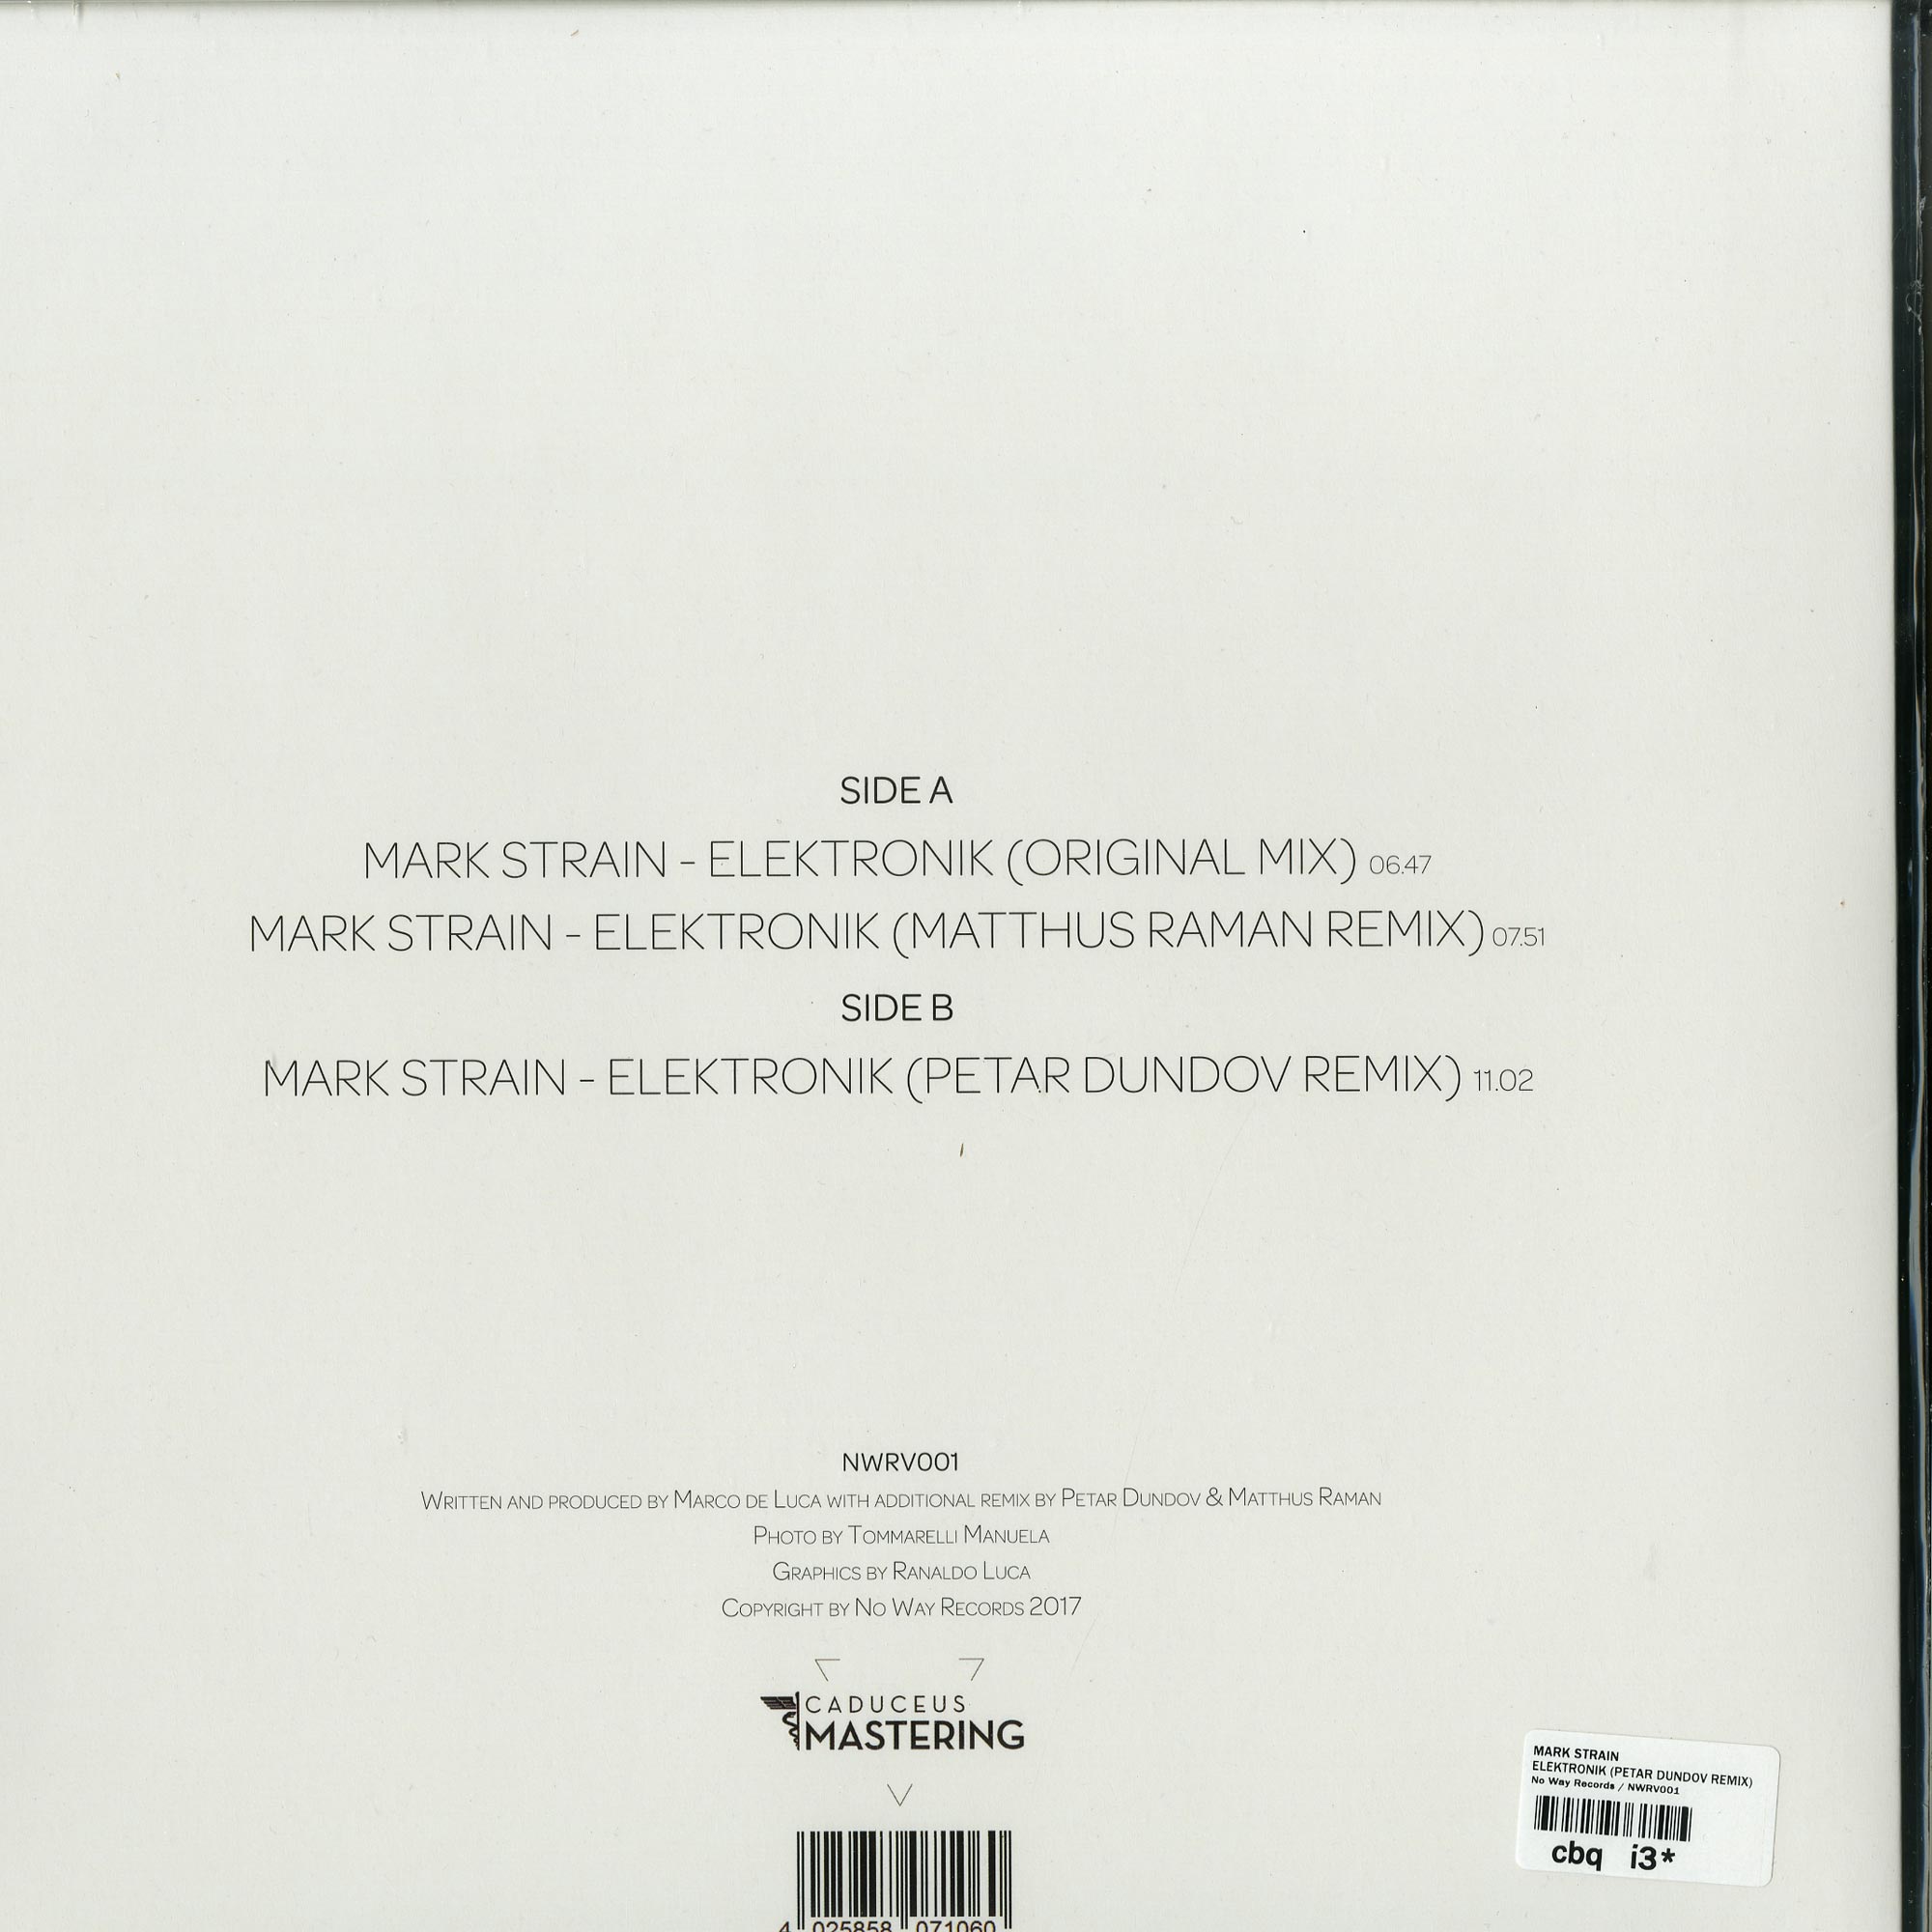 SIDE A
MARK STRAIN - ELEKTRONIK (ORIGINAL MIX) 06.47
MARK STRAIN - ELEKTRONIK (MATTHUS RAMAN REMIX) 07.51
SIDE B
MARK STRAIN - ELEKTRONIK (PETAR DUNDOV REMIX) 11.02
NWRV001
WRITTEN AND PRODUCED BY MARCO DE LUCA WITH ADDITIONAL REMIX BY PETAR DUNDOV & MATTHUS RAMAN
PHOTO BY TOMMARELLI MANUELA
GRAPHICS BY RANALDO LUCA
COPYRIGHT BY NO WAY RECORDS 2017
CADUCEUS
MASTERING
4 025858 071060
MARK STRAIN
ELEKTRONIK (PETAR DUNDOV REMIX)
No Way Records / NWRV001
cbq i3*